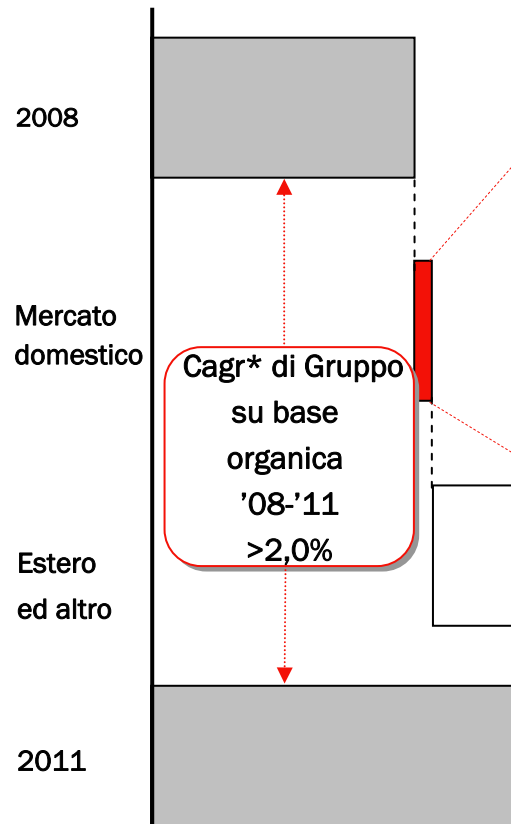 2008
Mercato
domestico
Cagr* di Gruppo
su base
organica
’08-’11
>2,0%
Estero
ed altro
2011